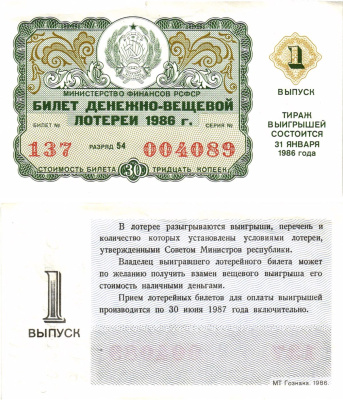 МИНИСТЕРСТВО ФИНАНСОВ РСФСР
БИЛЕТ ДЕНЕЖНО-ВЕЩЕВОЙ
ЛОТЕРЕИ 1986 г.
БИЛЕТ № СЕРИЯ №
137 РАЗРЯД 54 004089
СТОИМОСТЬ БИЛЕТА 30 ТРИДЦАТЬ КОПЕЕК
1
ВЫПУСК
ТИРАЖ
ВЫИГРЫШЕЙ
СОСТОИТСЯ
31 ЯНВАРЯ
1986 года
1
ВЫПУСК
В лотерее разыгрываются выигрыши, перечень и
количество которых установлены условиями лотереи,
утвержденными Советом Министров республики.
Владелец выигравшего лотерейного билета может
по желанию получить взамен вещевого выигрыша его
стоимость наличными деньгами.
Прием лотерейных билетов для оплаты выигрышей
производится по 30 июня 1987 года включительно.
МТ Гознака. 1986.